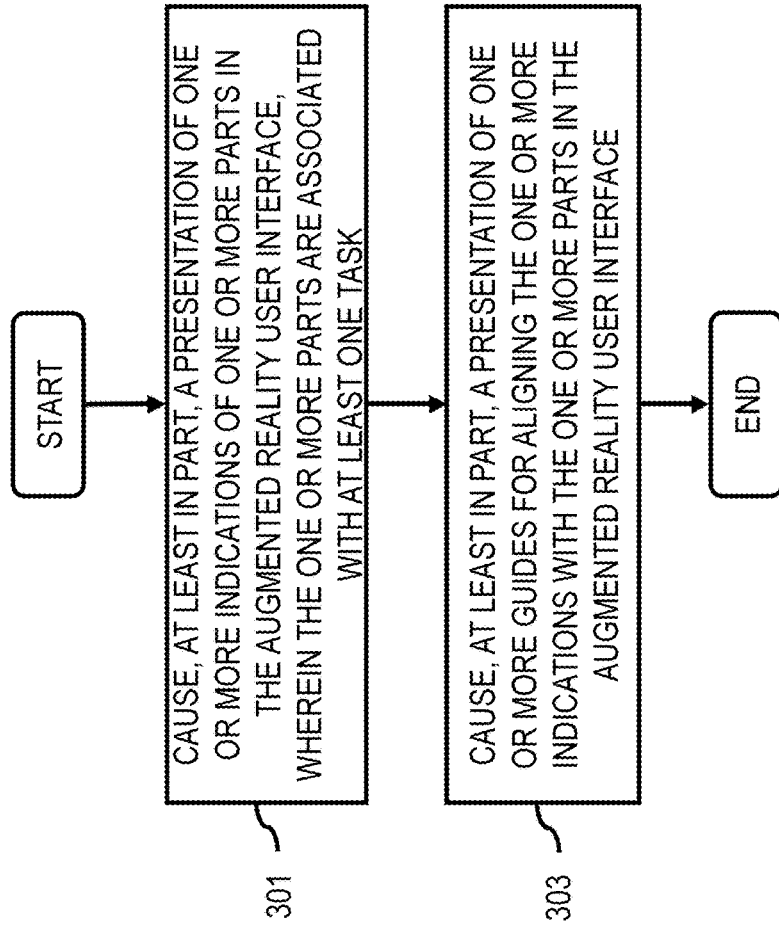 START
CAUSE, AT LEAST IN PART, A PRESENTATION OF ONE
OR MORE INDICATIONS OF ONE OR MORE PARTS IN
THE AUGMENTED REALITY USER INTERFACE,
WHEREIN THE ONE OR MORE PARTS ARE ASSOCIATED
WITH AT LEAST ONE TASK
301
CAUSE, AT LEAST IN PART, A PRESENTATION OF ONE
OR MORE GUIDES FOR ALIGNING THE ONE OR MORE
INDICATIONS WITH THE ONE OR MORE PARTS IN THE
AUGMENTED REALITY USER INTERFACE
303
END